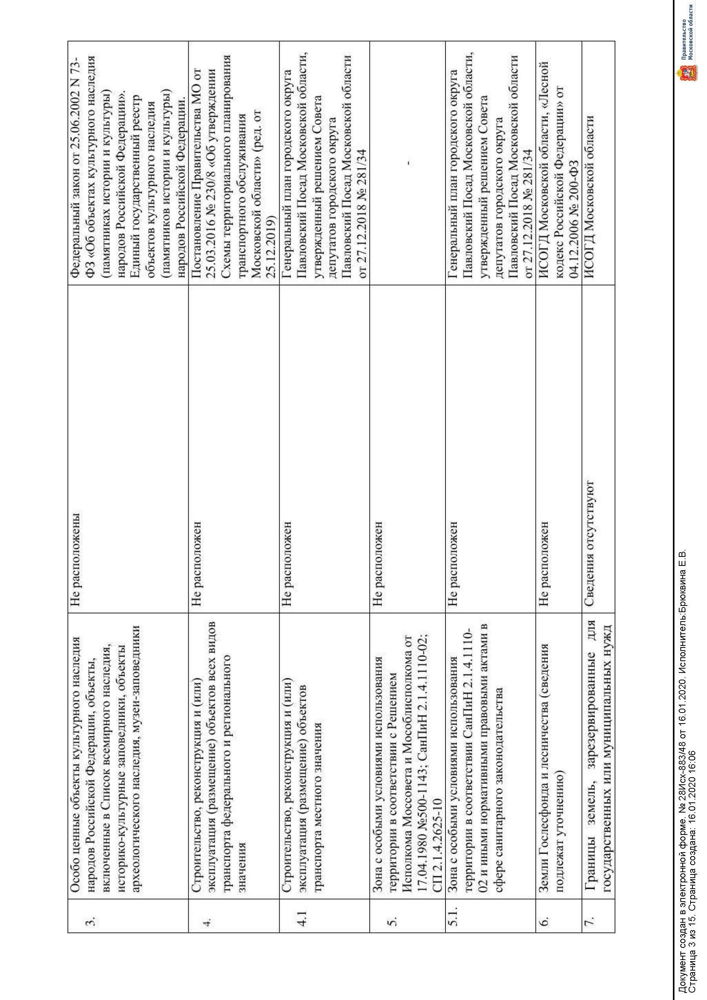 3.
Особо ценные объекты культурного наследия
народов Российской Федерации, объекты,
включенные в Список всемирного наследия,
историко-культурные заповедники, объекты
археологического наследия, музеи-заповедники
Не расположены
Федеральный закон от 25.06.2002 N 73-
ФЗ «Об объектах культурного наследия
(памятниках истории и культуры)
народов Российской Федерации».
Единый государственный реестр
объектов культурного наследия
(памятников истории и культуры)
народов Российской Федерации.
4.
Строительство, реконструкция и (или)
эксплуатация (размещение) объектов всех видов
транспорта федерального и регионального
значения
Не расположен
Постановление Правительства МО от
25.03.2016 № 230/8 «Об утверждении
Схемы территориального планирования
транспортного обслуживания
Московской области» (ред. от
25.12.2019)
4.1
Строительство, реконструкция и (или)
эксплуатация (размещение) объектов
транспорта местного значения
Не расположен
Генеральный план городского округа
Павловский Посад Московской области,
утвержденный решением Совета
депутатов городского округа
Павловский Посад Московской области
от 27.12.2018 № 281/34
5.
Зона с особыми условиями использования
территории в соответствии с Решением
Исполкома Моссовета и Мособлисполкома от
17.04.1980 №500-1143; СанПиН 2.1.4.1110-02;
СП 2.1.4.2625-10
Не расположен
-
5.1.
Зона с особыми условиями использования
территории в соответствии СанПиН 2.1.4.1110-
02 и иными нормативными правовыми актами в
сфере санитарного законодательства
Не расположен
Генеральный план городского округа
Павловский Посад Московской области,
утвержденный решением Совета
депутатов городского округа
Павловский Посад Московской области
от 27.12.2018 № 281/34
6.
Земли Гослесфонда и лесничества (сведения
подлежат уточнению)
Не расположен
ИСОГД Московской области, «Лесной
кодекс Российской Федерации» от
04.12.2006 № 200-ФЗ
7.
Границы земель, зарезервированные для
государственных или муниципальных нужд
Сведения отсутствуют
ИСОГД Московской области
Документ создан в электронной форме. № 28Исх-883/48 от 16.01.2020. Исполнитель:Брюквина Е.В.
Страница 3 из 15. Страница создана: 16.01.2020 16:06
Правительство
Московской области